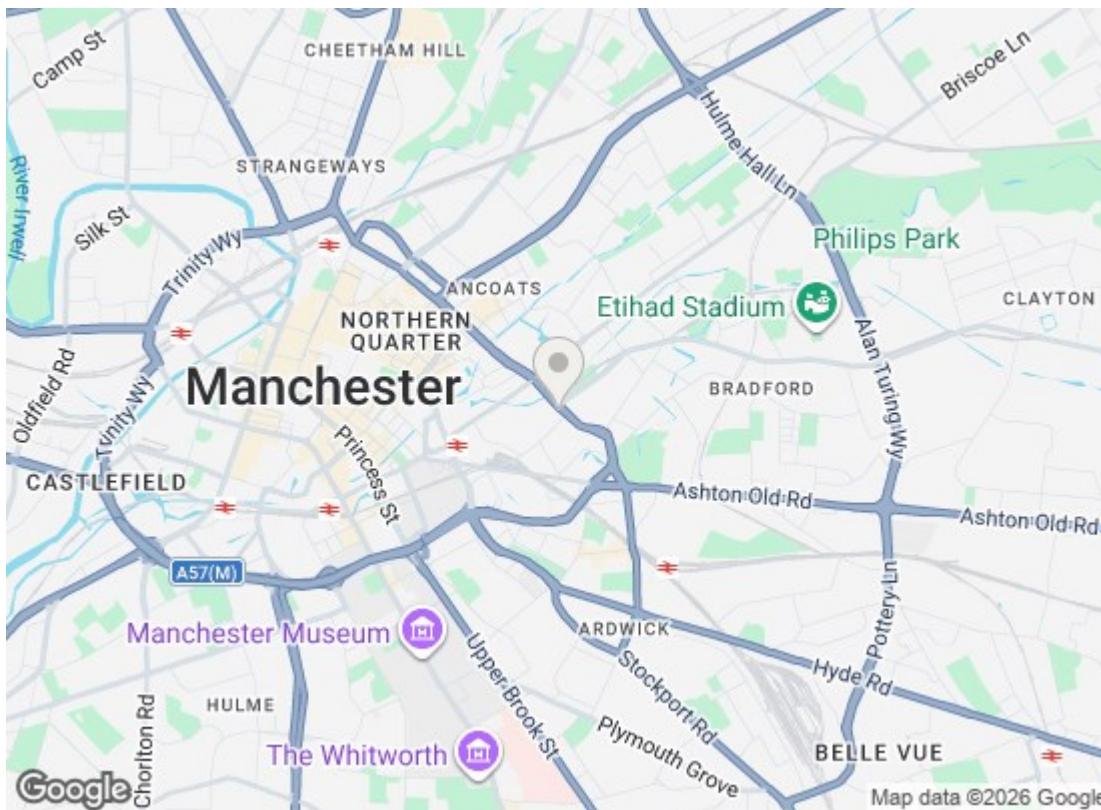 Camp St
CHEETHAM HILL
Briscoe Ln
STRANGEWAYS
Hulme Hall Ln
River Irwell
Silk St
Trinity Wy
Philips Park
ANCOATS
Etihad Stadium
CLAYTON
NORTHERN
QUARTER
Oldfield Rd
Manchester
BRADFORD
Alan Turing Wy
Trinity Wy
Princess St
CASTLEFIELD
Ashton Old Rd
Ashton Old Rd
A57(M)
Pottery Ln
Manchester Museum
ARDWICK
Upper Brook St
Stockport Rd
Hyde Rd
HULME
Chorlton Rd
Plymouth Grove
The Whitworth
BELLE VUE
Google
Map data ©2026 Google